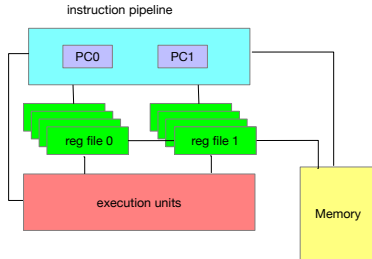 instruction pipeline
PC0
PC1
reg file 0
reg file 1
execution units
Memory